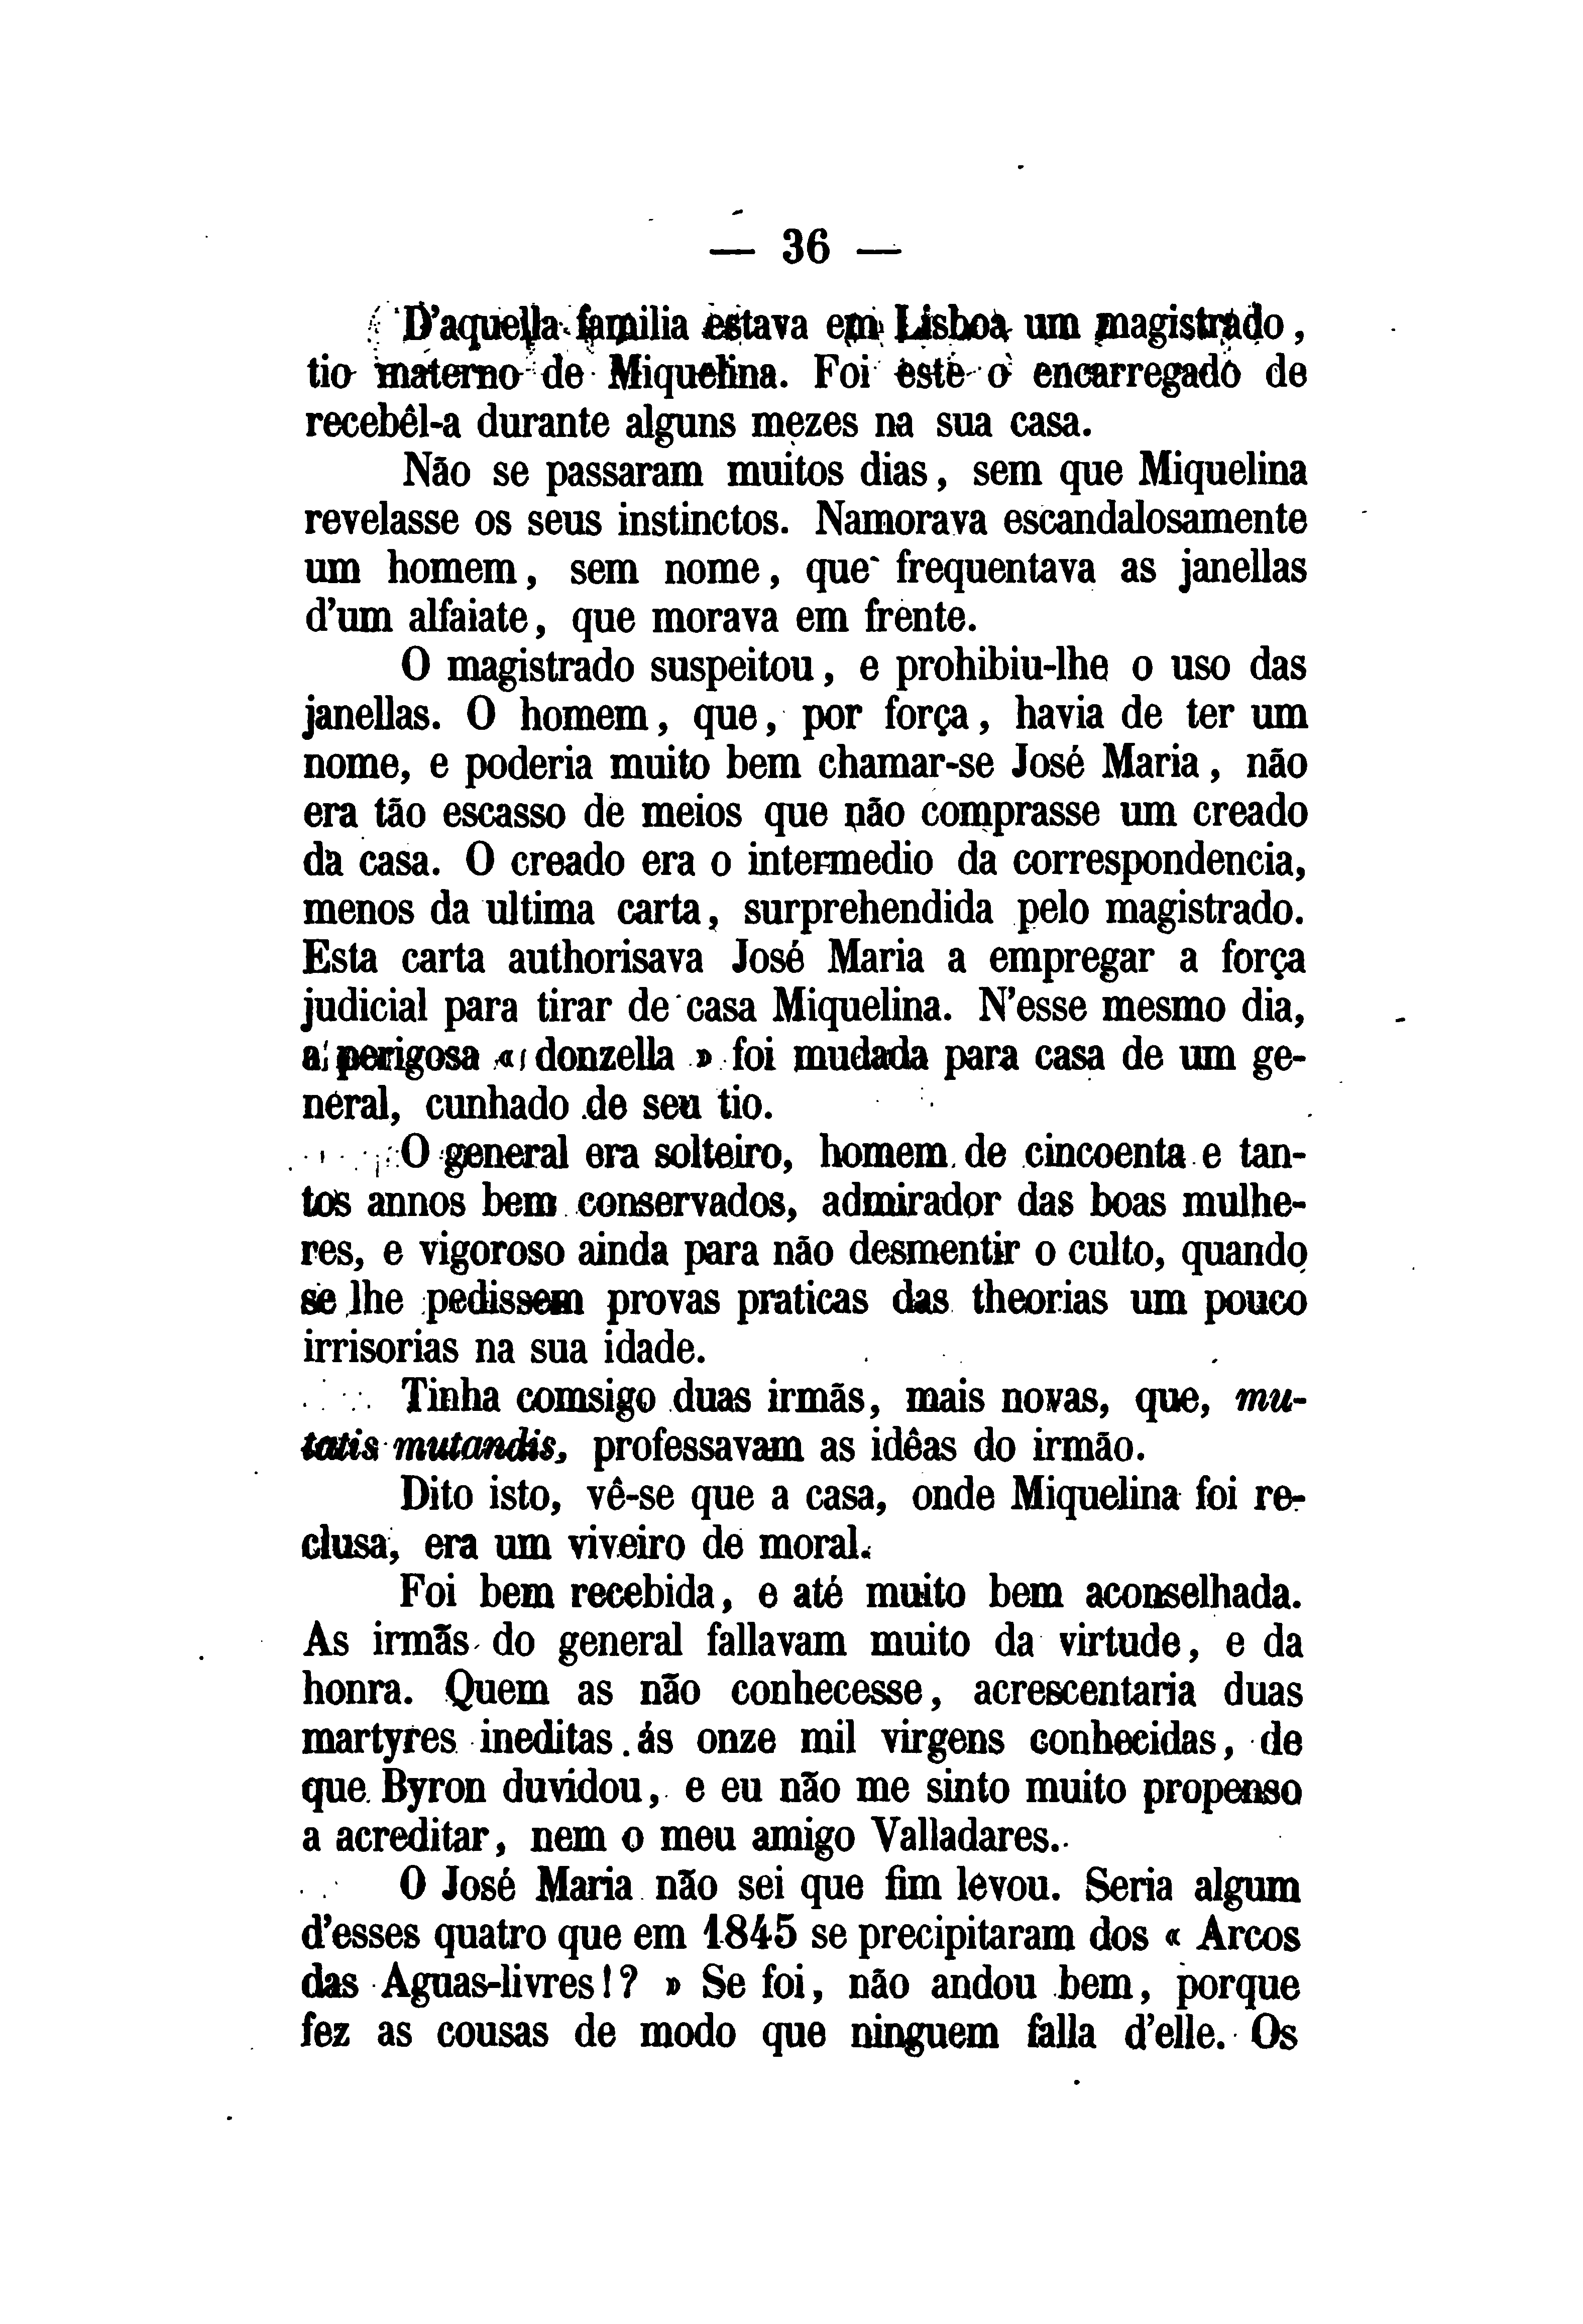 — 36 —
D'aquella familia estava em Lisboa um magistrado,
tio materno de Miquelina. Foi este o encarregado de
recebêl-a durante alguns mezes na sua casa.
Não se passaram muitos dias, sem que Miquelina
revelasse os seus instinctos. Namorava escandalosamente
um homem, sem nome, que frequentava as janellas
d'um alfaiate, que morava em frente.
O magistrado suspeitou, e prohibiu-lhe o uso das
janellas. O homem, que, por força, havia de ter um
nome, e poderia muito bem chamar-se José Maria, não
era tão escasso de meios que não comprasse um creado
da casa. O creado era o intermedio da correspondencia,
menos da ultima carta, surprehendida pelo magistrado.
Esta carta authorisava José Maria a empregar a força
judicial para tirar de casa Miquelina. N'esse mesmo dia,
a perigosa « donzella » foi mudada para casa de um ge-
neral, cunhado de seu tio.
O general era solteiro, homem de cincoenta e tan-
tos annos bem conservados, admirador das boas mulhe-
res, e vigoroso ainda para não desmentir o culto, quando
se lhe pedissem provas praticas das theorias um pouco
irrisorias na sua idade.
Tinha comsigo duas irmãs, mais novas, que, mu-
tatis mutandis, professavam as idêas do irmão.
Dito isto, vê-se que a casa, onde Miquelina foi re-
clusa, era um viveiro de moral.
Foi bem recebida, e até muito bem aconselhada.
As irmãs do general fallavam muito da virtude, e da
honra. Quem as não conhecesse, acrescentaria duas
martyres ineditas ás onze mil virgens conhecidas, de
que Byron duvidou, e eu não me sinto muito propenso
a acreditar, nem o meu amigo Valladares.
O José Maria não sei que fim levou. Seria algum
d'esses quatro que em 1845 se precipitaram dos « Arcos
das Aguas-livres!? » Se foi, não andou bem, porque
fez as cousas de modo que ninguem falla d'elle. Os